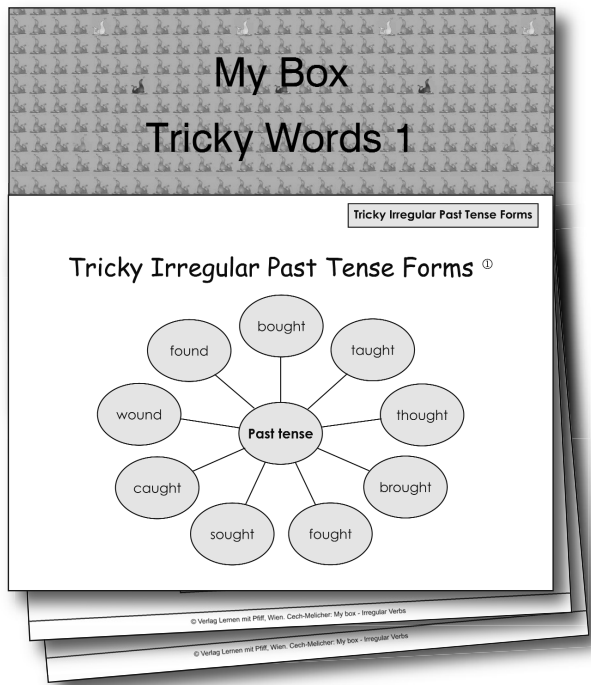 My Box
Tricky Words 1
Tricky Irregular Past Tense Forms
Tricky Irregular Past Tense Forms ①
bought
found
taught
wound
thought
Past tense
caught
brought
sought
fought
© Verlag Lernen mit Pfiff, Wien. Cech-Melicher: My box - Irregular Verbs
© Verlag Lernen mit Pfiff, Wien. Cech-Melicher: My box - Irregular Verbs